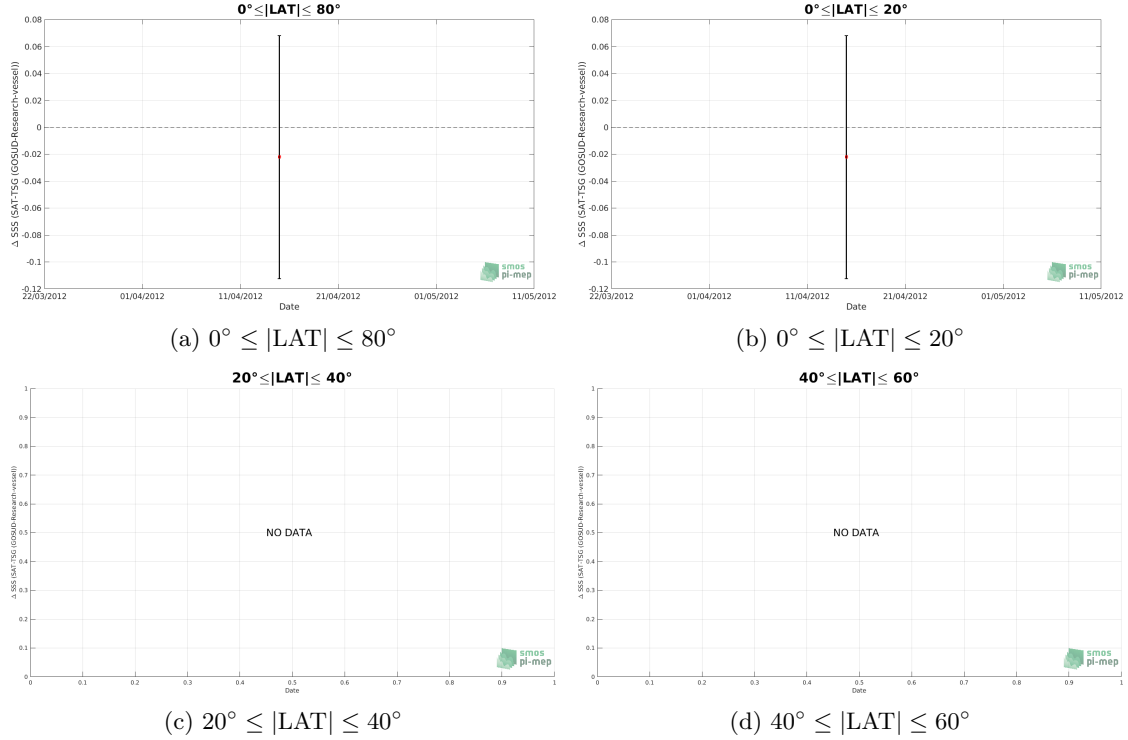 0°≤|LAT|≤ 80°
0.08
0.06
0.04
0.02
0
-0.02
-0.04
-0.06
-0.08
-0.1
-0.12
Δ SSS (SAT-TSG (GOSUD-Research-vessel))
22/03/2012 01/04/2012 11/04/2012 21/04/2012 01/05/2012 11/05/2012
Date
smos
pi-mep
(a) 0° ≤ |LAT| ≤ 80°
0°≤|LAT|≤ 20°
0.08
0.06
0.04
0.02
0
-0.02
-0.04
-0.06
-0.08
-0.1
-0.12
Δ SSS (SAT-TSG (GOSUD-Research-vessel))
22/03/2012 01/04/2012 11/04/2012 21/04/2012 01/05/2012 11/05/2012
Date
smos
pi-mep
(b) 0° ≤ |LAT| ≤ 20°
20°≤|LAT|≤ 40°
1
0.9
0.8
0.7
0.6
0.5
0.4
0.3
0.2
0.1
0
Δ SSS (SAT-TSG (GOSUD-Research-vessel))
NO DATA
0 0.1 0.2 0.3 0.4 0.5 0.6 0.7 0.8 0.9 1
Date
smos
pi-mep
(c) 20° ≤ |LAT| ≤ 40°
40°≤|LAT|≤ 60°
1
0.9
0.8
0.7
0.6
0.5
0.4
0.3
0.2
0.1
0
Δ SSS (SAT-TSG (GOSUD-Research-vessel))
NO DATA
0 0.1 0.2 0.3 0.4 0.5 0.6 0.7 0.8 0.9 1
Date
smos
pi-mep
(d) 40° ≤ |LAT| ≤ 60°